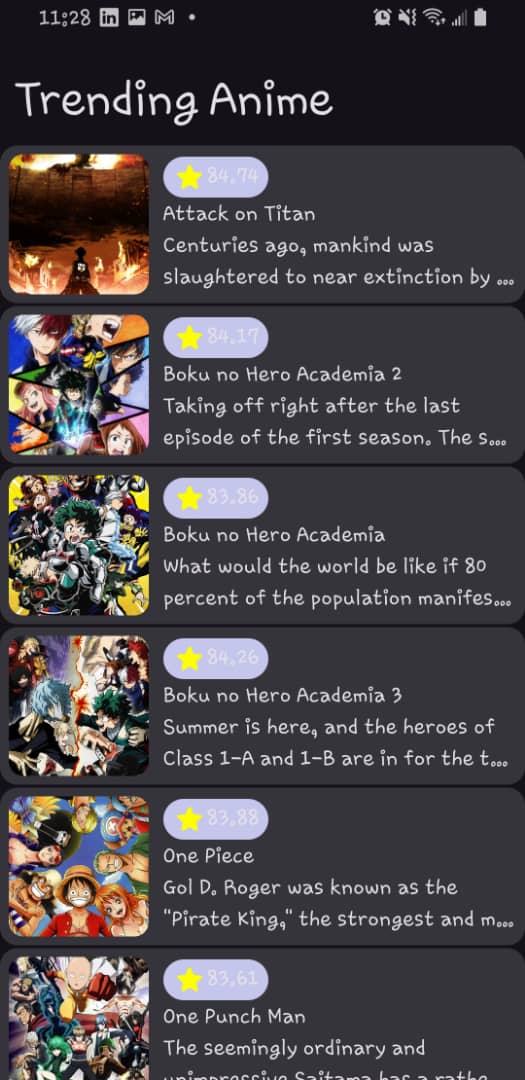 11:28
Trending Anime
84.74
Attack on Titan
Centuries ago, mankind was
slaughtered to near extinction by ...
84.17
Boku no Hero Academia 2
Taking off right after the last
episode of the first season. The s...
83.86
Boku no Hero Academia
What would the world be like if 80
percent of the population manifes...
84.26
Boku no Hero Academia 3
Summer is here, and the heroes of
Class 1-A and 1-B are in for the t...
83.88
One Piece
Gol D. Roger was known as the
"Pirate King," the strongest and m...
83.61
One Punch Man
The seemingly ordinary and
unimpressive Saitama has a rathe